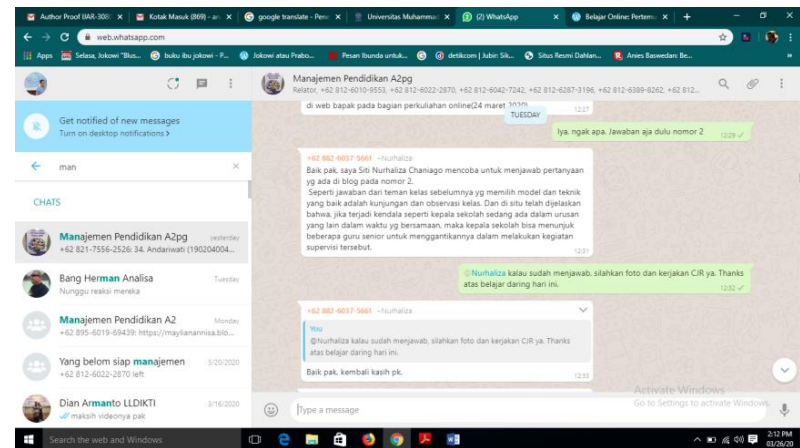 Author Proof IJAR-308
Kotak Masuk (869) - an
google translate - Pene
Universitas Muhammad
(2) WhatsApp
Belajar Online: Pertemu
web.whatsapp.com
Apps
Selasa, Jokowi "Blus...
buku ibu jokowi - P...
Jokowi atau Prabo...
Pesan Ibunda untuk...
detikcom | Jubir: Sik...
Situs Resmi Dahlan...
Anies Baswedan: Be...
Get notified of new messages
Turn on desktop notifications >
man
CHATS
Manajemen Pendidikan A2pg
yesterday
+62 821-7556-2526: 34. Andariwati (190204004...
Bang Herman Analisa
Tuesday
Nunggu reaksi mereka
Manajemen Pendidikan A2
Monday
+62 895-6019-69439: https://maylianannisa.blo...
Yang belom siap manajemen
3/20/2020
+62 812-6022-2870 left
Dian Armanto LLDIKTI
3/16/2020
maksih videonya pak
Manajemen Pendidikan A2pg
Relator, +62 812-6010-9553, +62 812-6022-2870, +62 812-6042-7242, +62 812-6287-3196, +62 812-6389-8262, +62 812...
di web bapak pada bagian perkuliahan online(24 maret 2020)
12:27
TUESDAY
Iya, ngak apa. Jawaban aja dulu nomor 2
12:29
+62 882-6037-5661 ~Nurhaliza
Baik pak, saya Siti Nurhaliza Chaniago mencoba untuk menjawab pertanyaan
yg ada di blog pada nomor 2.
Seperti jawaban dari teman kelas sebelumnya yg memilih model dan teknik
yang baik adalah kunjungan dan observasi kelas. Dan di situ telah dijelaskan
bahwa, jika terjadi kendala seperti kepala sekolah sedang ada dalam urusan
yang lain dalam waktu yg bersamaan, maka kepala sekolah bisa menunjuk
beberapa guru senior untuk menggantikannya dalam melakukan kegiatan
supervisi tersebut.
12:31
@Nurhaliza kalau sudah menjawab, silahkan foto dan kerjakan CJR ya. Thanks
atas belajar daring hari ini.
12:32
+62 882-6037-5661 ~Nurhaliza
You
@Nurhaliza kalau sudah menjawab, silahkan foto dan kerjakan CJR ya. Thanks
atas belajar daring hari ini.
Baik pak, kembali kasih pk.
12:33
Activate Windows
Go to Settings to activate Windows.
Type a message
Search the web and Windows
2:12 PM
03/26/20